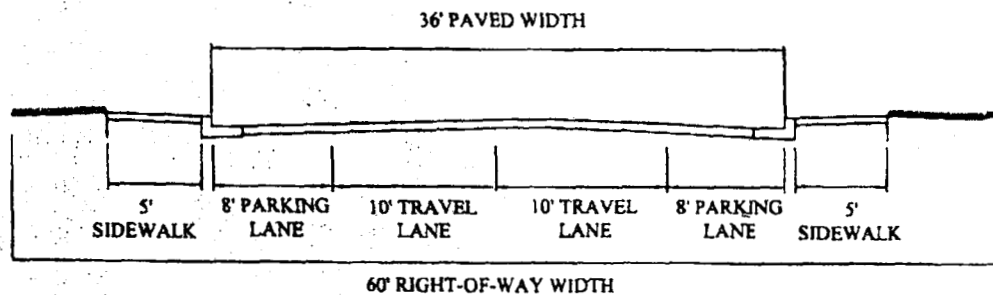 36' PAVED WIDTH
5' SIDEWALK
8' PARKING LANE
10' TRAVEL LANE
10' TRAVEL LANE
8' PARKING LANE
5' SIDEWALK
60' RIGHT-OF-WAY WIDTH